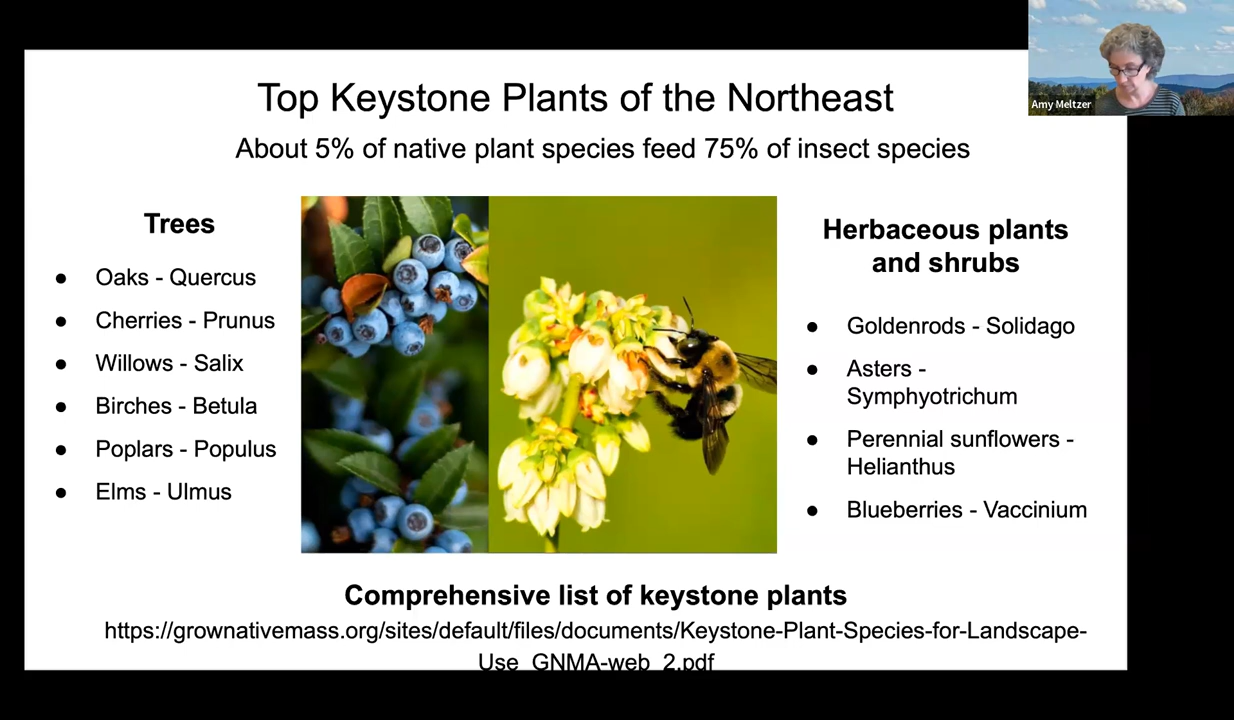 Top Keystone Plants of the Northeast
About 5% of native plant species feed 75% of insect species
Amy Meltzer
Trees
● Oaks - Quercus
● Cherries - Prunus
● Willows - Salix
● Birches - Betula
● Poplars - Populus
● Elms - Ulmus
Herbaceous plants
and shrubs
● Goldenrods - Solidago
● Asters -
Symphyotrichum
● Perennial sunflowers -
Helianthus
● Blueberries - Vaccinium
Comprehensive list of keystone plants
https://grownativemass.org/sites/default/files/documents/Keystone-Plant-Species-for-Landscape-
Use_GNMA-web_2.pdf